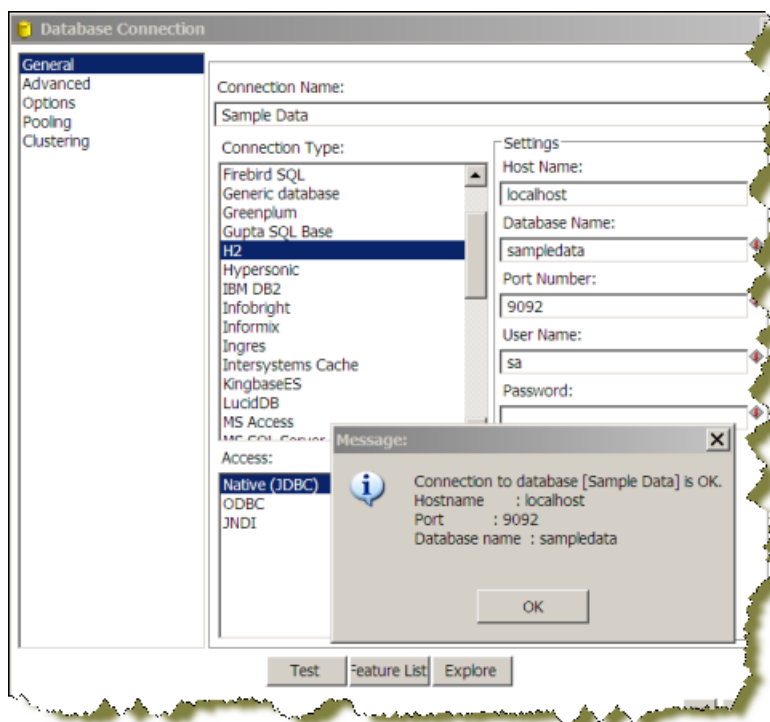 Database Connection
General
Advanced
Options
Pooling
Clustering
Connection Name:
Sample Data
Connection Type:
Firebird SQL
Generic database
Greenplum
Gupta SQL Base
H2
Hypersonic
IBM DB2
Infobright
Informix
Ingres
Intersystems Cache
KingbaseES
LucidDB
MS Access
MS SQL Server
Settings
Host Name:
localhost
Database Name:
sampledata
Port Number:
9092
User Name:
sa
Password:
Access:
Native (JDBC)
ODBC
JNDI
Message:
Connection to database [Sample Data] is OK.
Hostname : localhost
Port : 9092
Database name : sampledata
OK
Test
Feature List
Explore